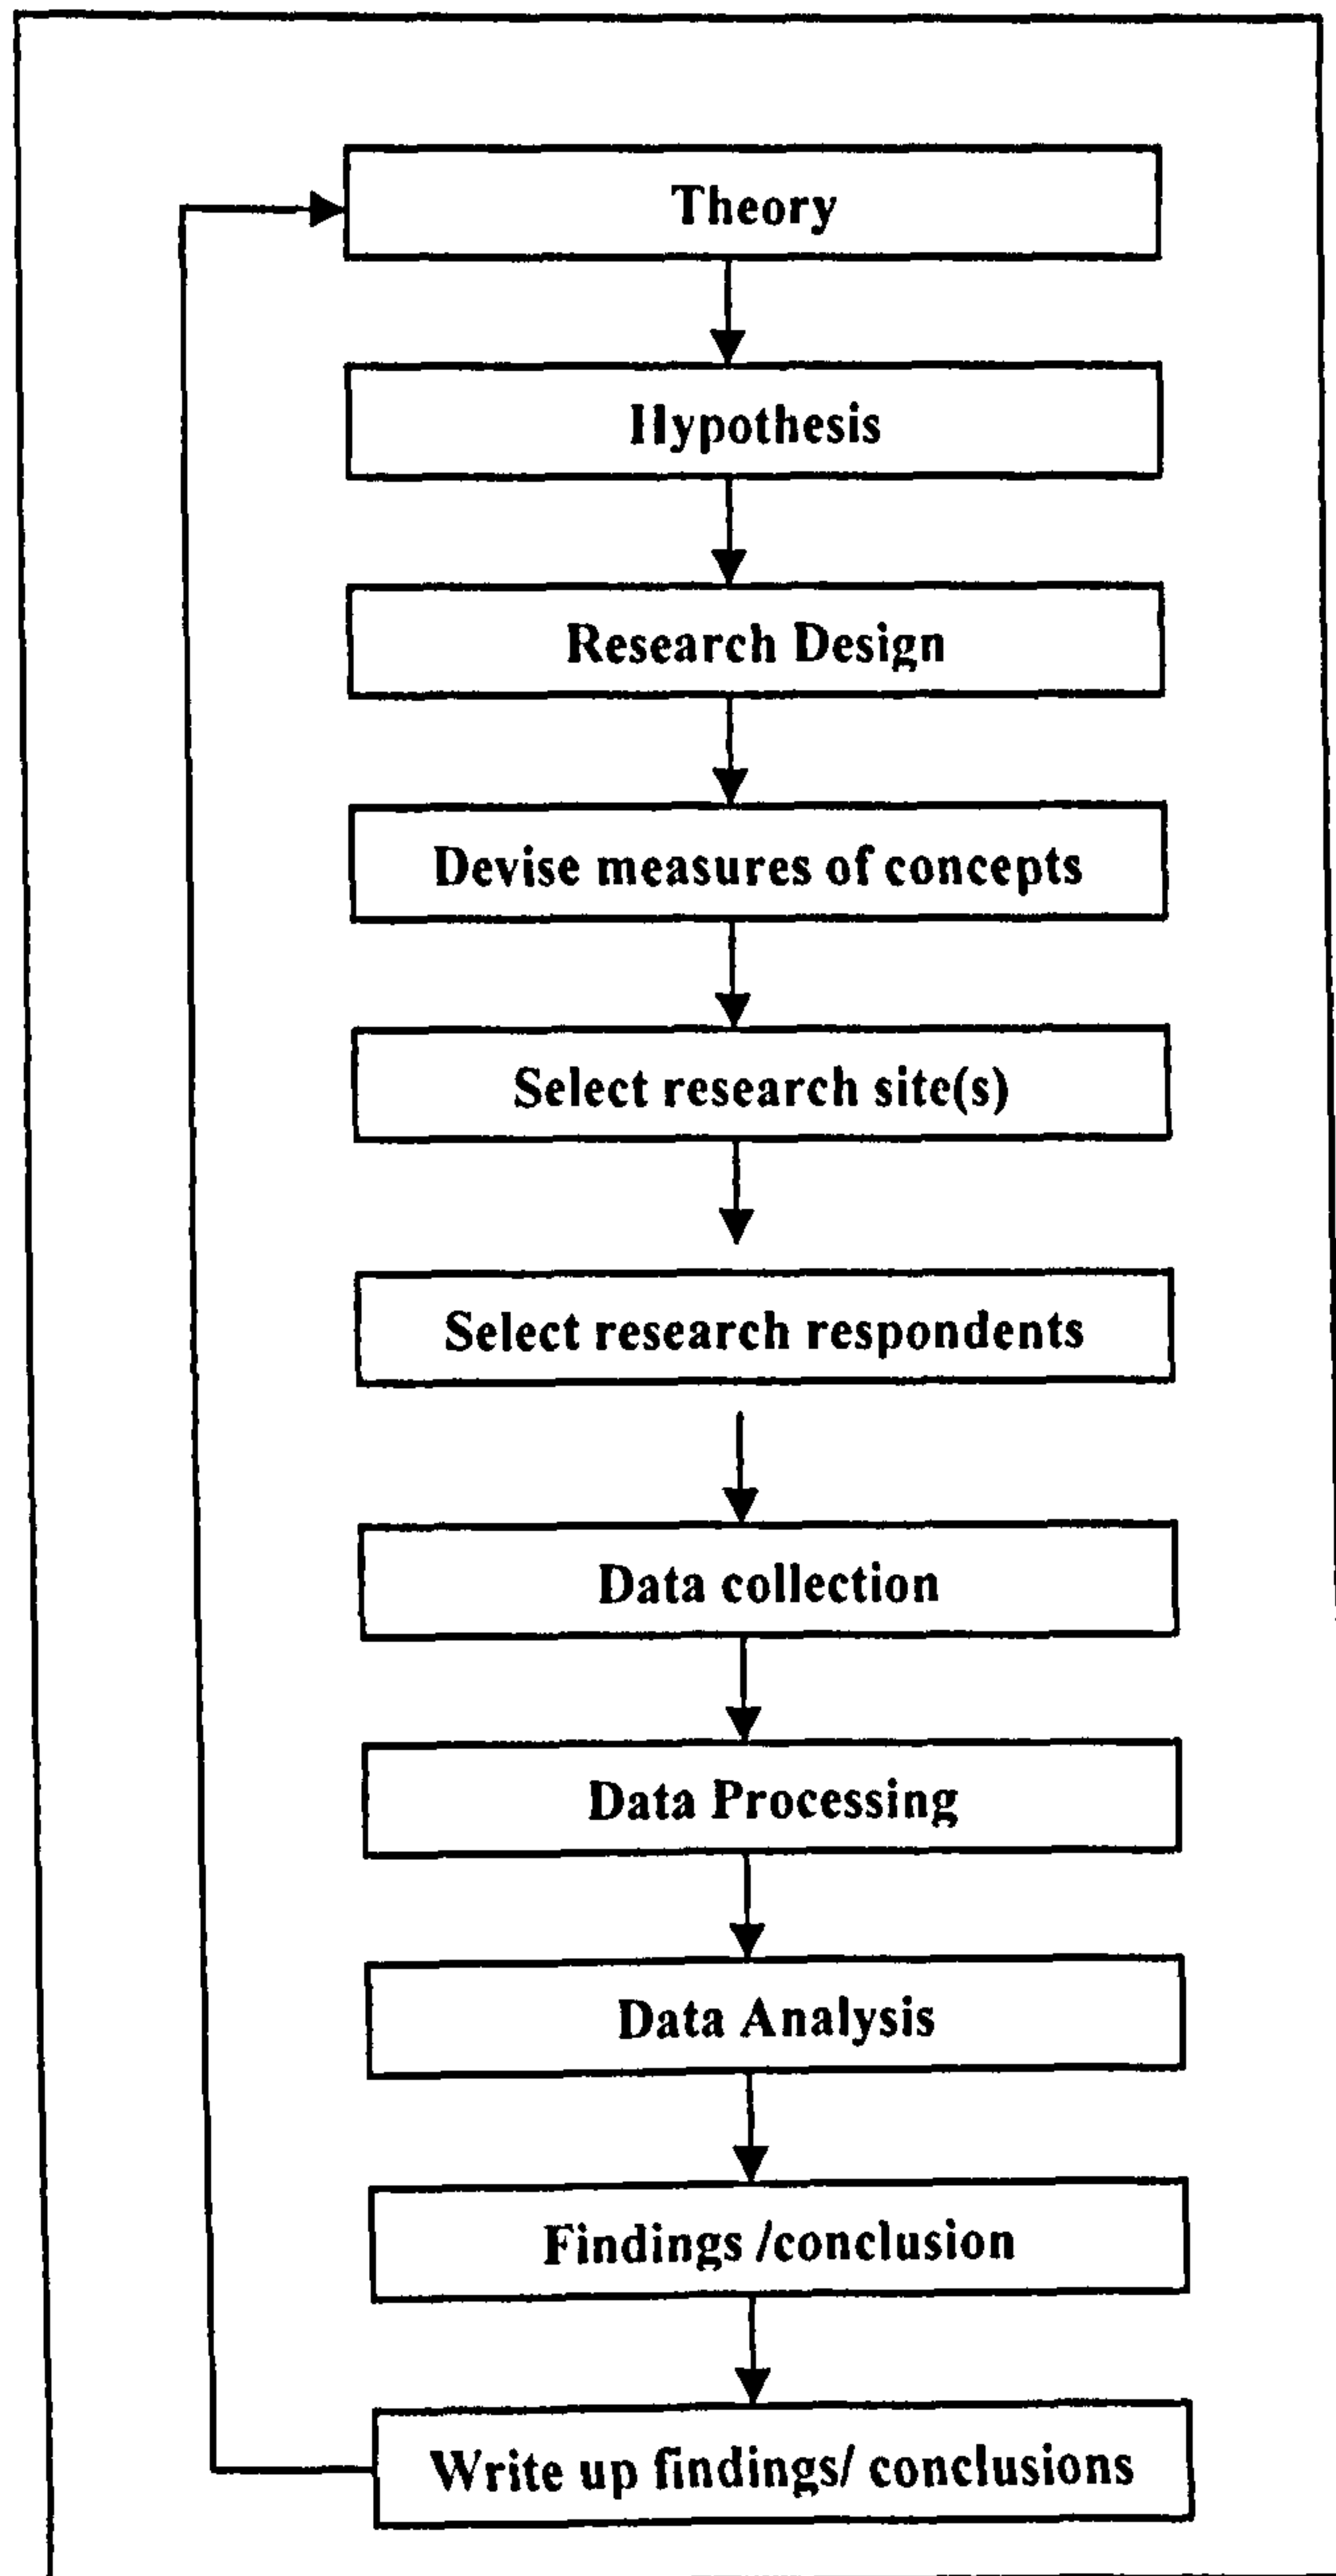 Theory
Hypothesis
Research Design
Devise measures of concepts
Select research site(s)
Select research respondents
Data collection
Data Processing
Data Analysis
Findings /conclusion
Write up findings/ conclusions